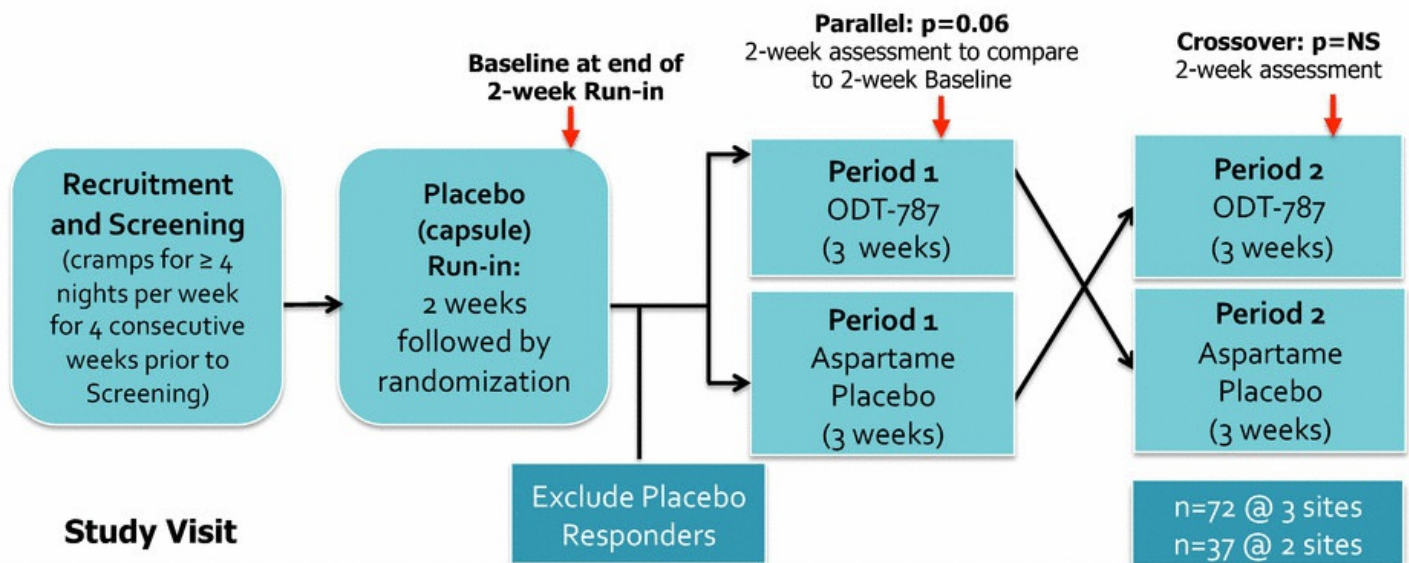 Recruitment
and Screening
(cramps for ≥ 4
nights per week
for 4 consecutive
weeks prior to
Screening)
Baseline at end of
2-week Run-in
Placebo
(capsule)
Run-in:
2 weeks
followed by
randomization
Exclude Placebo
Responders
Parallel: p=0.06
2-week assessment to compare
to 2-week Baseline
Period 1
ODT-787
(3 weeks)
Period 1
Aspartame
Placebo
(3 weeks)
Crossover: p=NS
2-week assessment
Period 2
ODT-787
(3 weeks)
Period 2
Aspartame
Placebo
(3 weeks)
n=72 @ 3 sites
n=37 @ 2 sites
Study Visit